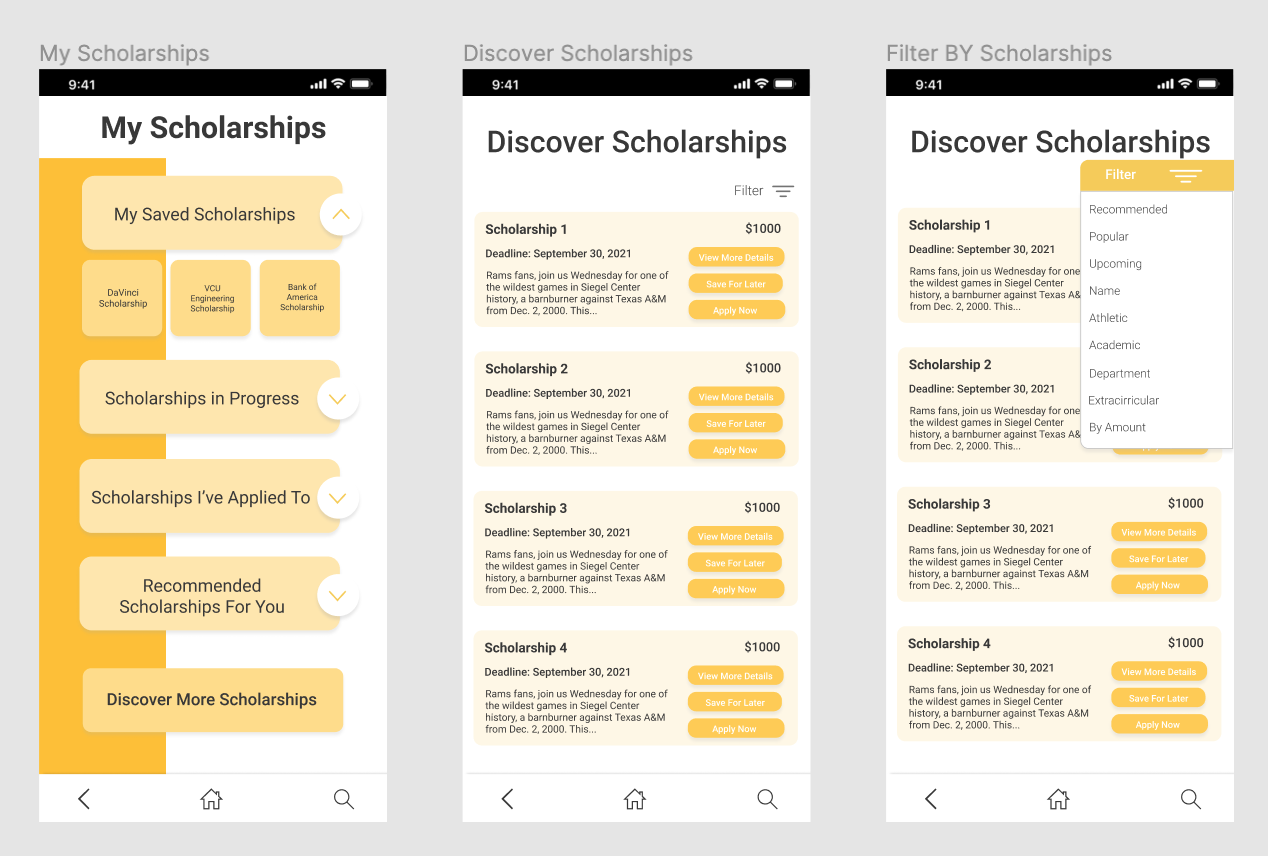 My Scholarships
9:41
My Scholarships
My Saved Scholarships
DaVinci
Scholarship
VCU
Engineering
Scholarship
Bank of
America
Scholarship
Scholarships in Progress
Scholarships I've Applied To
Recommended
Scholarships For You
Discover More Scholarships
Discover Scholarships
9:41
Discover Scholarships
Filter
Scholarship 1
$1000
Deadline: September 30, 2021
Rams fans, join us Wednesday for one of
the wildest games in Siegel Center
history, a barnburner against Texas A&M
from Dec. 2, 2000. This...
View More Details
Save For Later
Apply Now
Scholarship 2
$1000
Deadline: September 30, 2021
Rams fans, join us Wednesday for one of
the wildest games in Siegel Center
history, a barnburner against Texas A&M
from Dec. 2, 2000. This...
View More Details
Save For Later
Apply Now
Scholarship 3
$1000
Deadline: September 30, 2021
Rams fans, join us Wednesday for one of
the wildest games in Siegel Center
history, a barnburner against Texas A&M
from Dec. 2, 2000. This...
View More Details
Save For Later
Apply Now
Scholarship 4
$1000
Deadline: September 30, 2021
Rams fans, join us Wednesday for one of
the wildest games in Siegel Center
history, a barnburner against Texas A&M
from Dec. 2, 2000. This...
View More Details
Save For Later
Apply Now
Filter BY Scholarships
9:41
Discover Scholarships
Filter
Recommended
Popular
Upcoming
Name
Athletic
Academic
Department
Extracirricular
By Amount
Scholarship 1
Deadline: September 30, 2021
Rams fans, join us Wednesday for one
the wildest games in Siegel Center
history, a barnburner against Texas A&
from Dec. 2, 2000. This...
Scholarship 2
Deadline: September 30, 2021
Rams fans, join us Wednesday for one
the wildest games in Siegel Center
history, a barnburner against Texas A&
from Dec. 2, 2000. This...
Scholarship 3
$1000
Deadline: September 30, 2021
Rams fans, join us Wednesday for one of
the wildest games in Siegel Center
history, a barnburner against Texas A&M
from Dec. 2, 2000. This...
View More Details
Save For Later
Apply Now
Scholarship 4
$1000
Deadline: September 30, 2021
Rams fans, join us Wednesday for one of
the wildest games in Siegel Center
history, a barnburner against Texas A&M
from Dec. 2, 2000. This...
View More Details
Save For Later
Apply Now